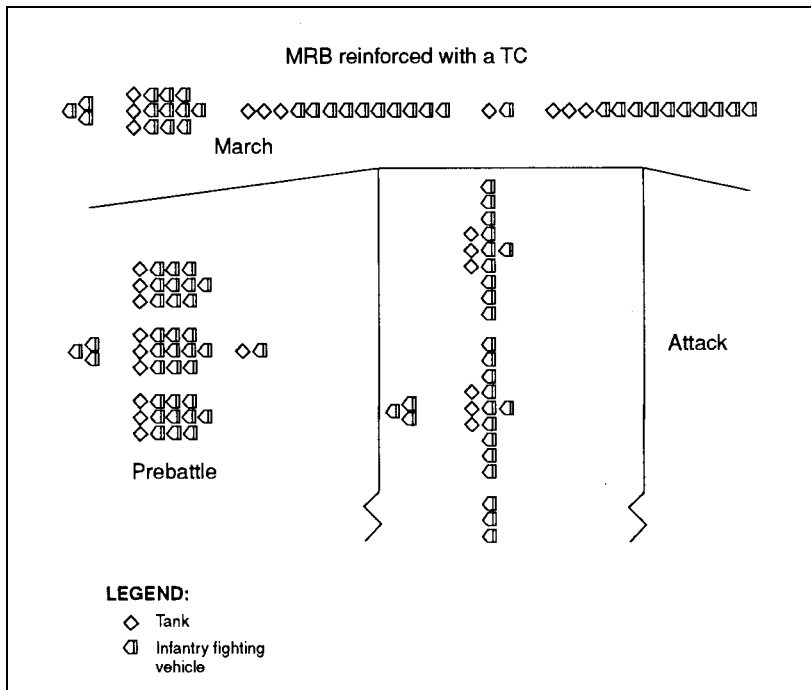 MRB reinforced with a TC
March
Attack
Prebattle
LEGEND:
Tank
Infantry fighting
vehicle